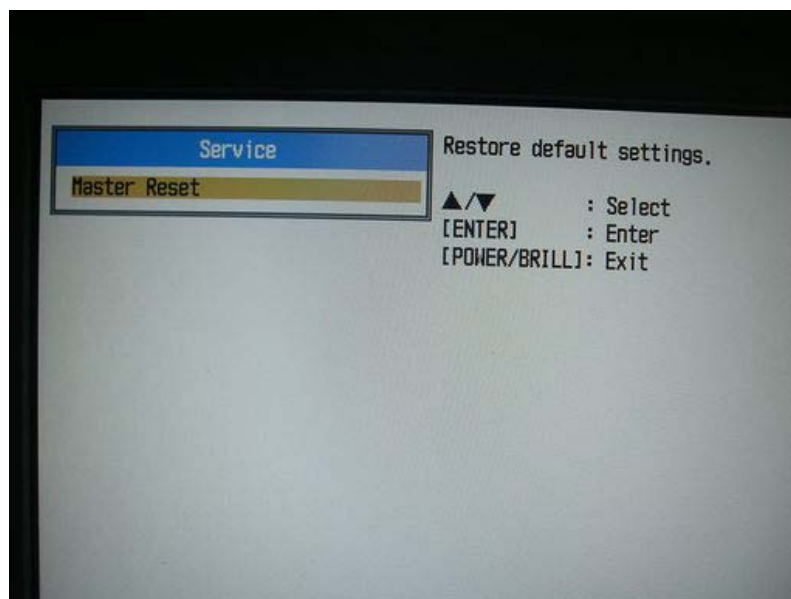 Service
Master Reset
Restore default settings.
▲/▼ : Select
[ENTER] : Enter
[POWER/BRILL]: Exit